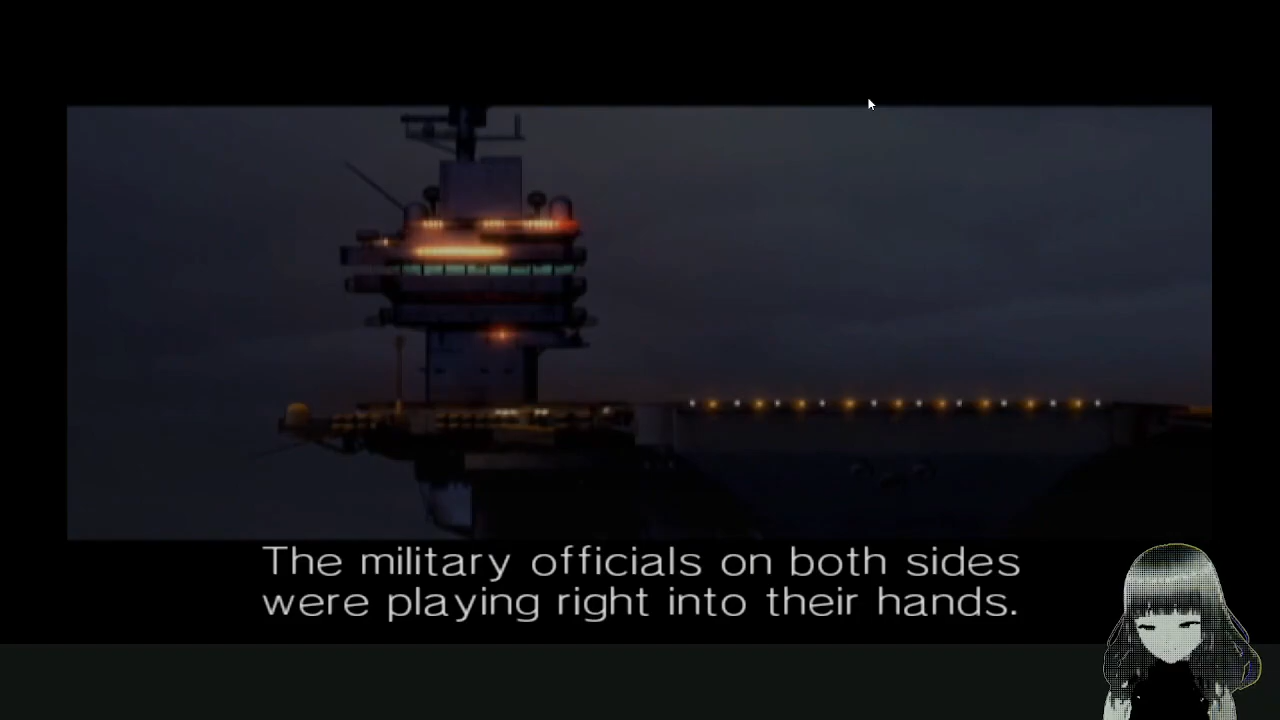 The military officials on both sides
were playing right into their hands.